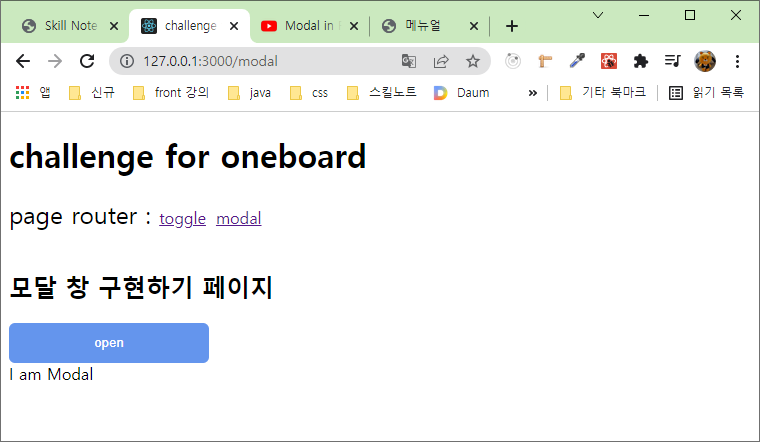 Skill Note
challenge
Modal in
메뉴얼
127.0.0.1:3000/modal
앱
신규
front 강의
java
css
스킬노트
Daum
»
기타 북마크
읽기 목록
challenge for oneboard
page router : toggle modal
모달 창 구현하기 페이지
open
I am Modal